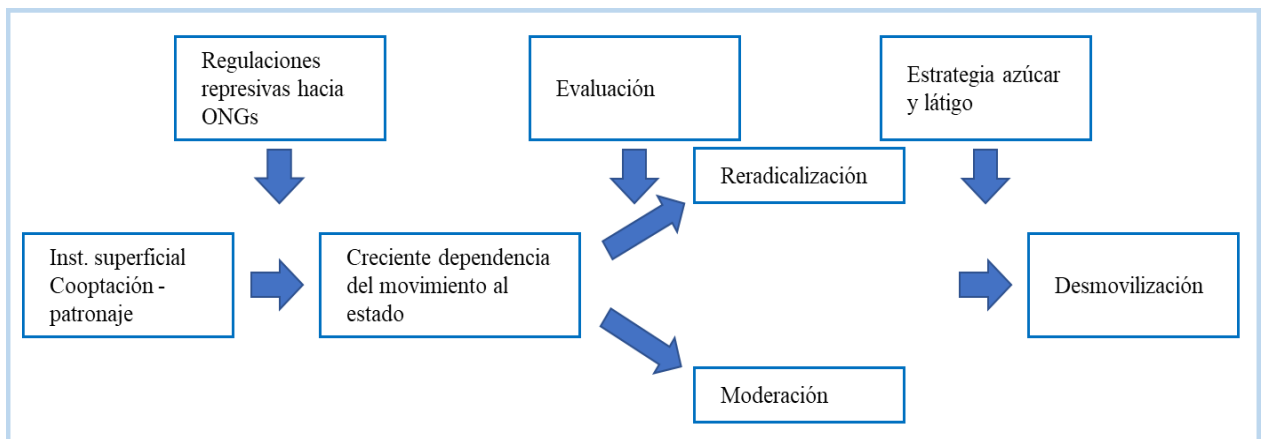 Regulaciones
represivas hacia
ONGs
Evaluación
Estrategia azúcar
y látigo
Reradicalización
Inst. superficial
Cooptación -
patronaje
Creciente dependencia
del movimiento al
estado
Desmovilización
Moderación